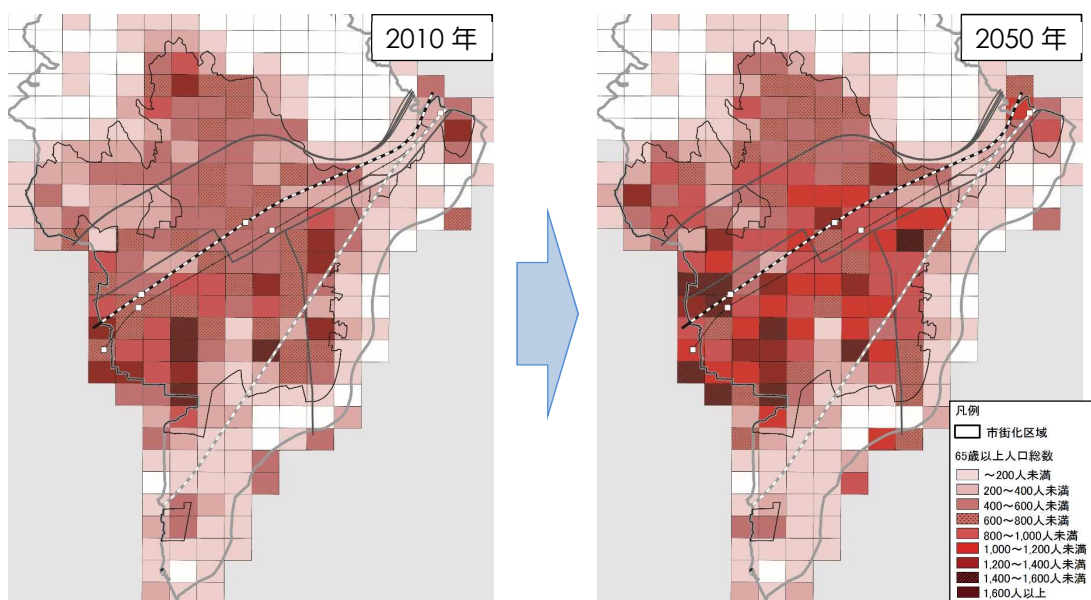 2010 年
2050 年
凡例
市街化区域
65歳以上人口総数
～200人未満
200～400人未満
400～600人未満
600～800人未満
800～1,000人未満
1,000～1,200人未満
1,200～1,400人未満
1,400～1,600人未満
1,600人以上